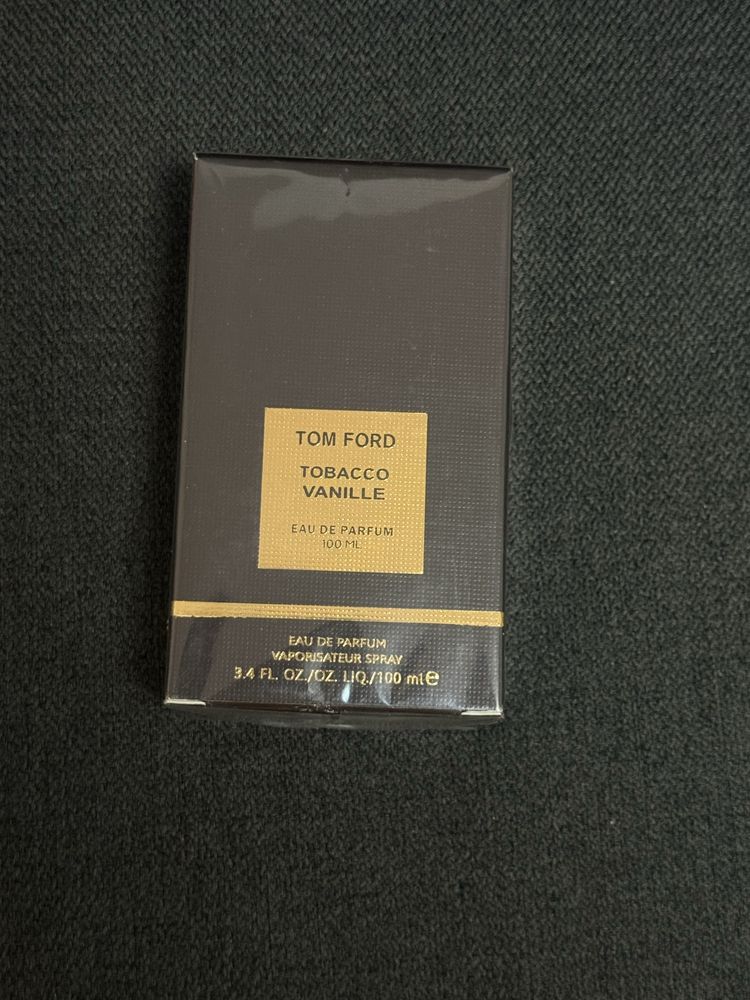 TOM FORD
TOBACCO
VANILLE
EAU DE PARFUM
100 ML
EAU DE PARFUM
VAPORISATEUR SPRAY
3.4 FL. OZ./OZ. LIQ./100 ml℮